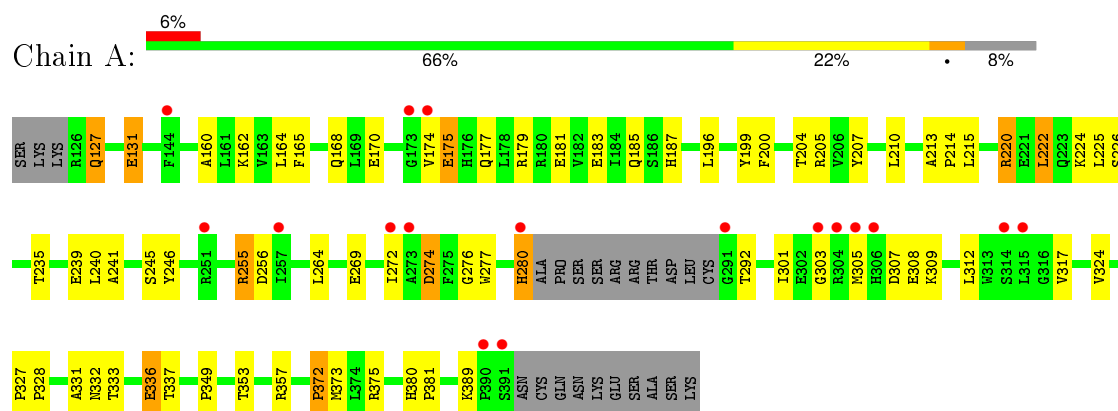 6%
Chain A:
66% 22% • 8%
SER LYS LYS R126 Q127 E131 F144 A160 L161 K162 V163 L164 F165 Q168 L169 E170 G173 V174 E175 H176 Q177 L178 R179 R180 E181 V182 E183 I184 Q185 S186 H187 L196 Y199 F200 T204 R205 V206 Y207 L210 A213 P214 L215 R220 E221 L222 Q223 K224 L225 S226
T235 E239 L240 A241 S245 Y246 R251 R255 D256 I257 L264 E269 I272 A273 D274 F275 G276 W277 H280 ALA PRO SER SER ARG ARG THR ASP LEU CYS G291 T292 I301 E302 G303 R304 M305 H306 D307 E308 K309 L312 W313 S314 L315 G316 V317 V324
P327 P328 A331 N332 T333 E336 T337 P349 T353 R357 P372 M373 L374 R375 H380 P381 K389 P390 S391 ASN CYS GLN ASN LYS GLU SER ALA SER LYS